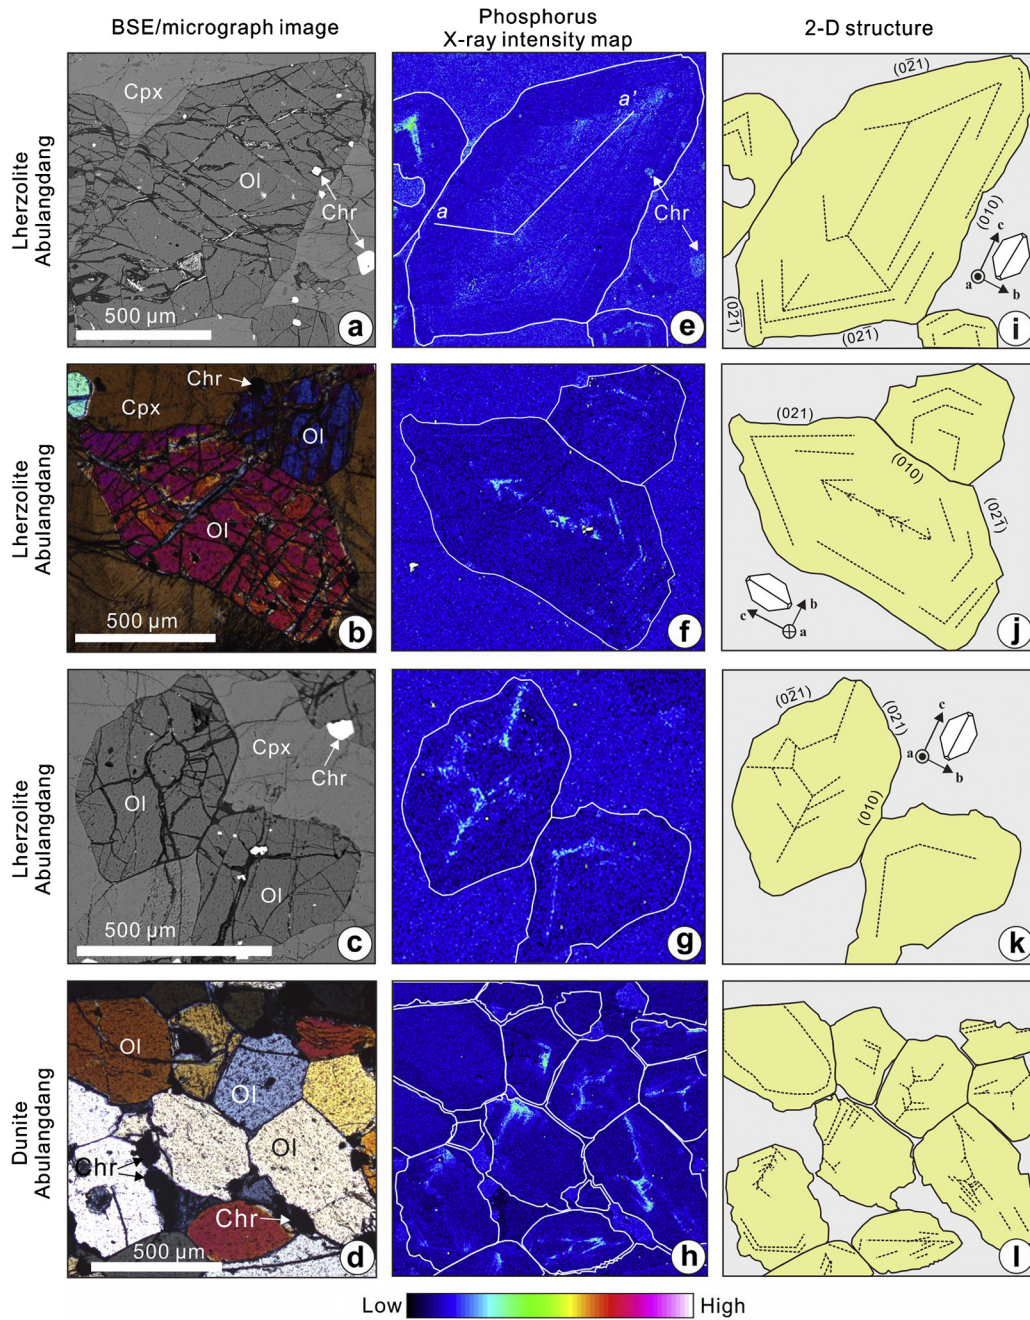 BSE/micrograph image
Phosphorus
X-ray intensity map
2-D structure
Lherzolite
Abulangdang
Cpx
Ol
Chr
500 µm
a
a
a'
Chr
e
(02̄1)
(010)
(02̄1̄)
(021̄)
c
a
b
i
Lherzolite
Abulangdang
Chr
Cpx
Ol
Ol
500 µm
b
f
(021)
(010)
(021̄)
c
b
a
j
Lherzolite
Abulangdang
Cpx
Chr
Ol
Ol
500 µm
c
g
(02̄1)
(021)
(010)
c
a
b
k
Dunite
Abulangdang
Ol
Ol
Ol
Chr
Chr
500 µm
d
h
l
Low
High